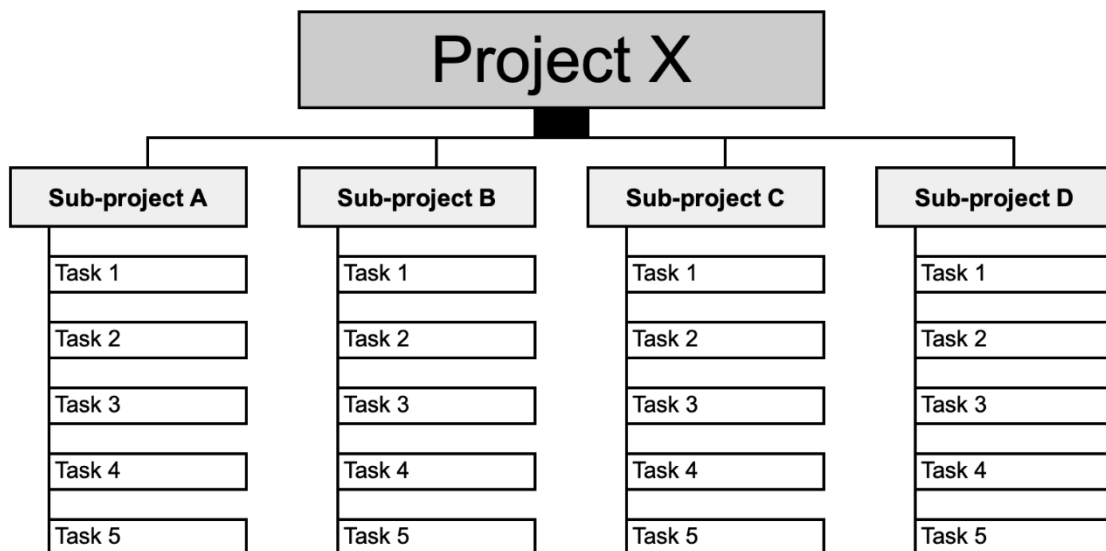 Project X
Sub-project A
Sub-project B
Sub-project C
Sub-project D
Task 1
Task 1
Task 1
Task 1
Task 2
Task 2
Task 2
Task 2
Task 3
Task 3
Task 3
Task 3
Task 4
Task 4
Task 4
Task 4
Task 5
Task 5
Task 5
Task 5